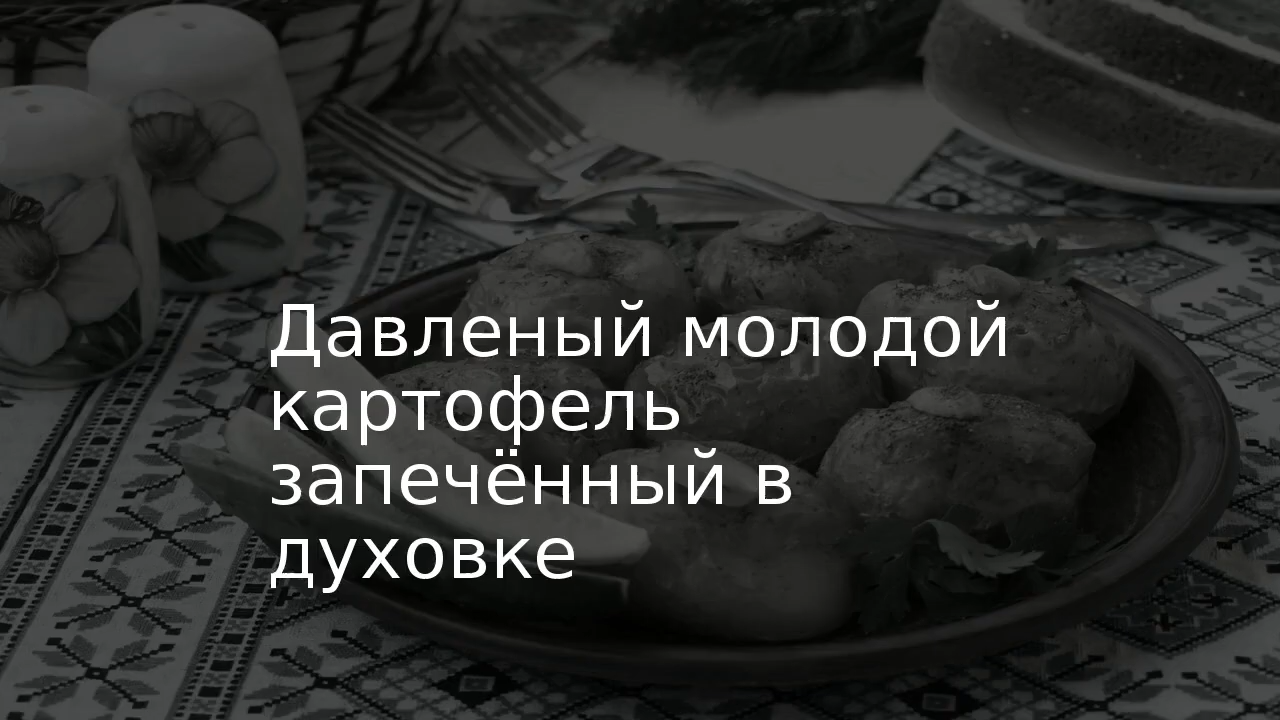 Давленый молодой
картофель
запечённый в
духовке